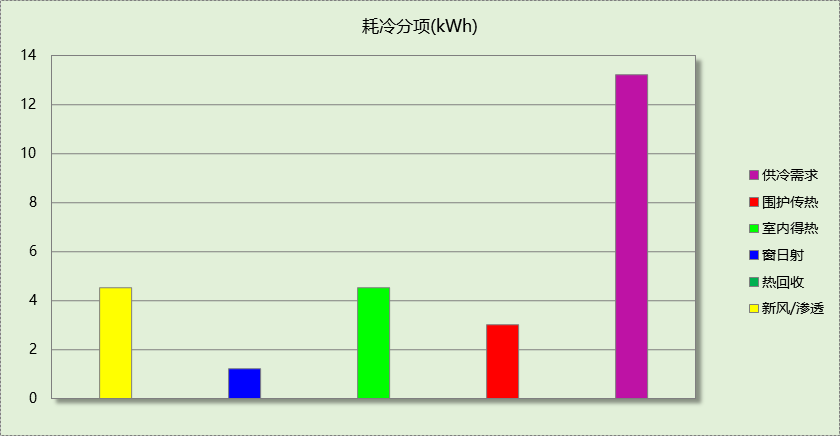 耗冷分项(kWh)
14
12
10
8
6
4
2
0
供冷需求
围护传热
室内得热
窗日射
热回收
新风/渗透